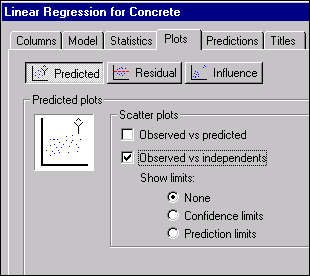 Linear Regression for Concrete
Columns Model Statistics Plots Predictions Titles
Predicted Residual Influence
Predicted plots
Scatter plots
Observed vs predicted
Observed vs independents
Show limits:
None
Confidence limits
Prediction limits